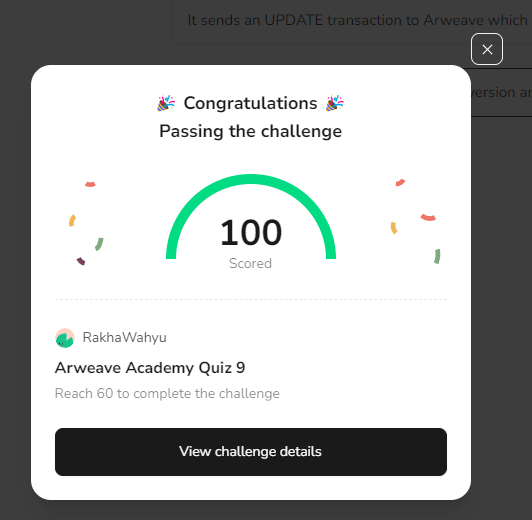 It sends an UPDATE transaction to Arweave which
version an
Congratulations
Passing the challenge
100
Scored
RakhaWahyu
Arweave Academy Quiz 9
Reach 60 to complete the challenge
View challenge details